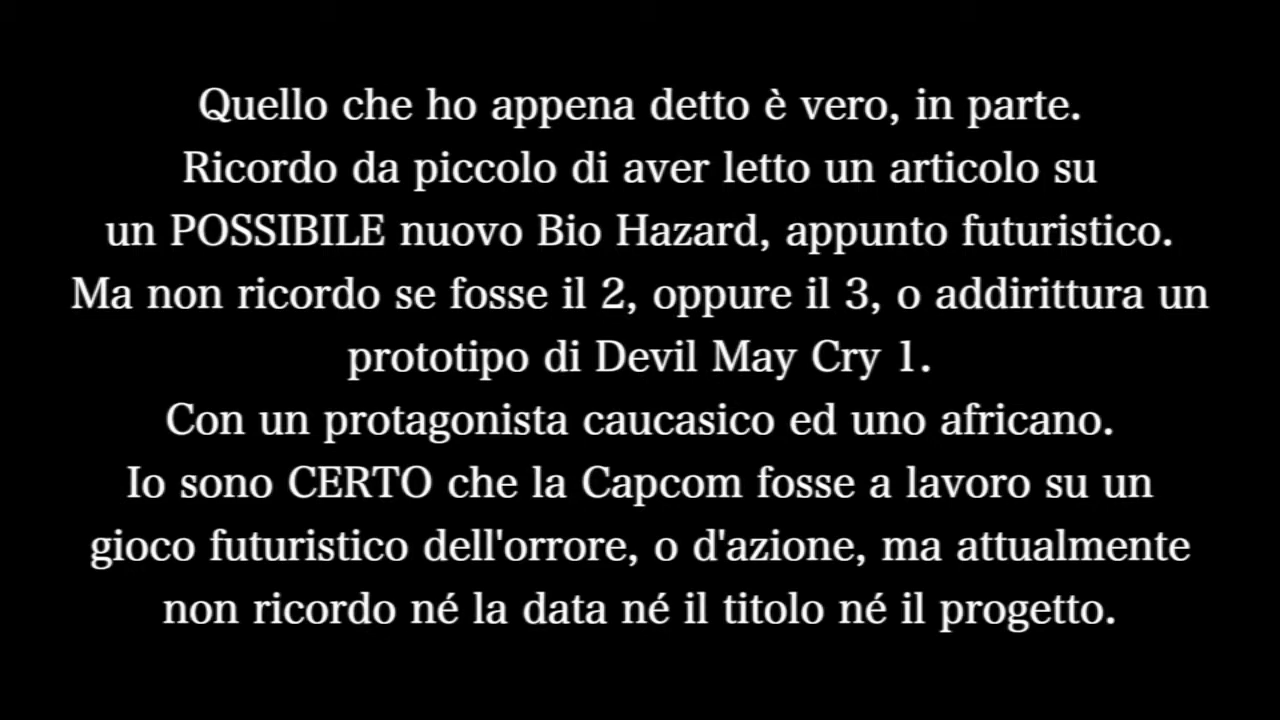 Quello che ho appena detto è vero, in parte.
Ricordo da piccolo di aver letto un articolo su
un POSSIBILE nuovo Bio Hazard, appunto futuristico.
Ma non ricordo se fosse il 2, oppure il 3, o addirittura un
prototipo di Devil May Cry 1.
Con un protagonista caucasico ed uno africano.
Io sono CERTO che la Capcom fosse a lavoro su un
gioco futuristico dell'orrore, o d'azione, ma attualmente
non ricordo né la data né il titolo né il progetto.